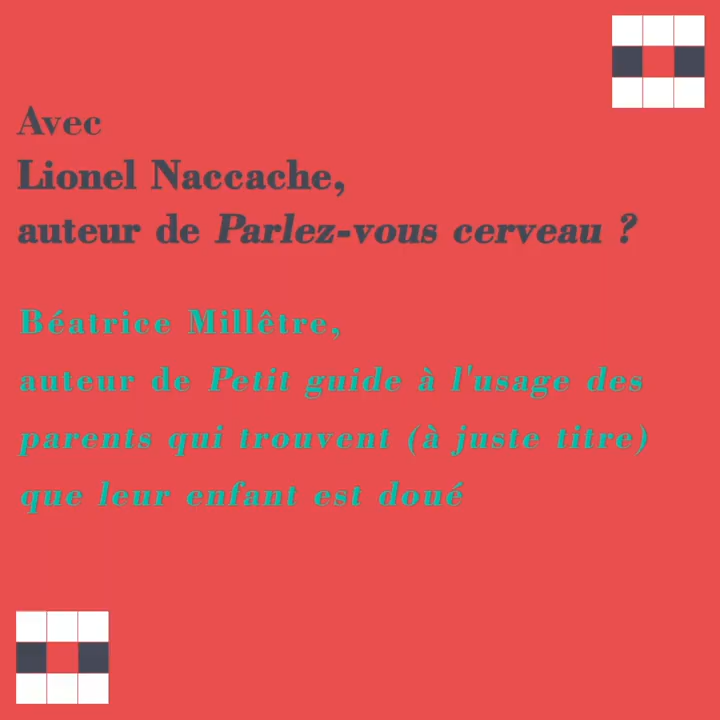 Avec
Lionel Naccache,
auteur de Parlez-vous cerveau ?
Béatrice Millêtre,
auteur de Petit guide à l'usage des
parents qui trouvent (à juste titre)
que leur enfant est doué